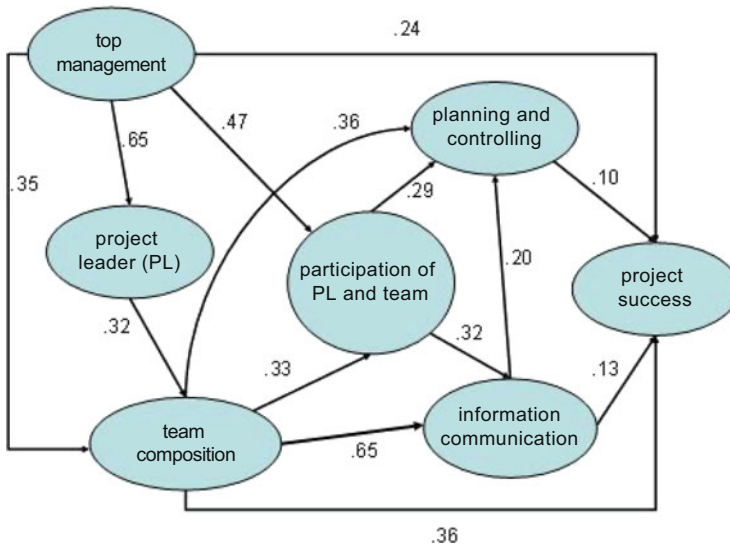 top
management
.24
.47
.36
planning and
controlling
.65
.35
.29
.10
project
leader (PL)
participation of
PL and team
.20
project
success
.32
.32
.33
.13
team
composition
information
communication
.65
.36